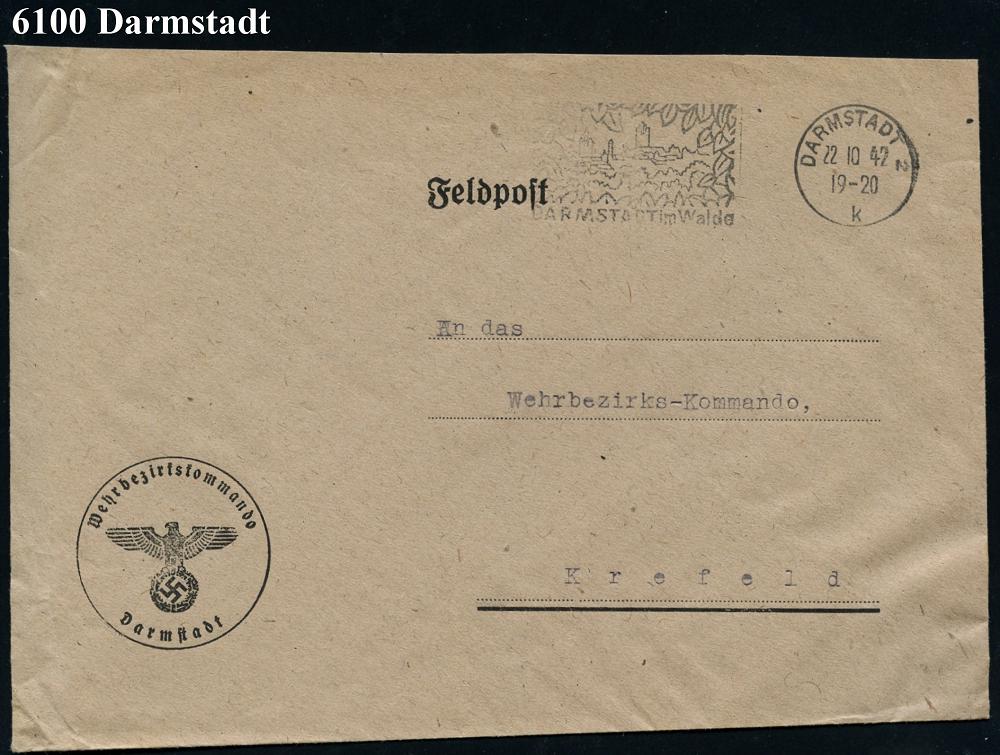 6100 Darmstadt
DARMSTADT 2
22 10 42
19-20
k
Feldpost
DARMSTADT im Walde
An das
Wehrbezirks-Kommando,
Krefeld
Wehrbezirkskommando
Darmstadt